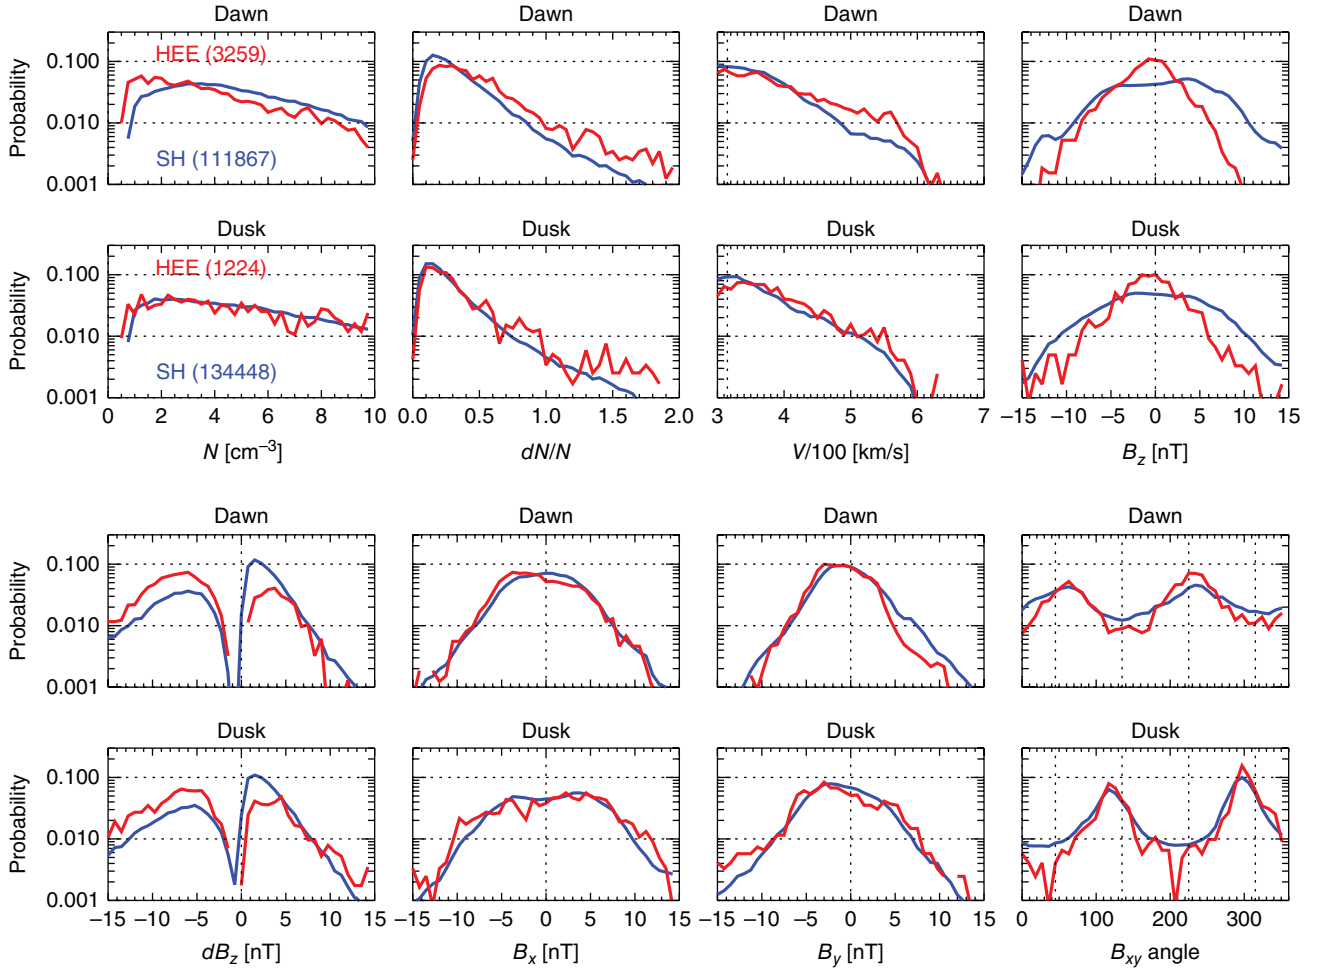 Dawn Dawn Dawn Dawn
Probability
0.100
0.010
0.001
HEE (3259)
SH (111867)
Dusk Dusk Dusk Dusk
Probability
0.100
0.010
0.001
HEE (1224)
SH (134448)
0 2 4 6 8 10 0.0 0.5 1.0 1.5 2.0 3 4 5 6 7 −15 −10 −5 0 5 10 15
N [cm⁻³] dN/N V/100 [km/s] Bz [nT]
Dawn Dawn Dawn Dawn
Probability
0.100
0.010
0.001
Dusk Dusk Dusk Dusk
Probability
0.100
0.010
0.001
−15 −10 −5 0 5 10 15 −15 −10 −5 0 5 10 15 −15 −10 −5 0 5 10 15 0 100 200 300
dBz [nT] Bx [nT] By [nT] Bxy angle